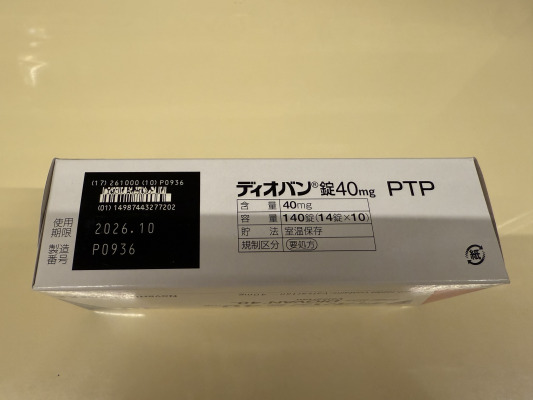 (17) 261000 (10) P0936
(01) 14987443277202
使用期限 2026.10
製造番号 P0936
ディオバン®錠40mg PTP
含 量 40mg
容 量 140錠(14錠×10)
貯 法 室温保存
規制区分 要処方
紙